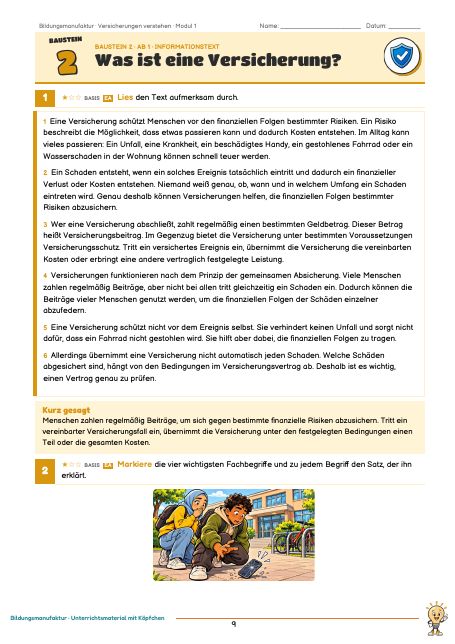 Bildungsmanufaktur · Versicherungen verstehen · Modul 1
Name: ____________________ Datum: __________
BAUSTEIN
2
BAUSTEIN 2 · AB 1 · INFORMATIONSTEXT
Was ist eine Versicherung?
1 ★☆☆ BASIS EA Lies den Text aufmerksam durch.
1 Eine Versicherung schützt Menschen vor den finanziellen Folgen bestimmter Risiken. Ein Risiko
beschreibt die Möglichkeit, dass etwas passieren kann und dadurch Kosten entstehen. Im Alltag kann
vieles passieren: Ein Unfall, eine Krankheit, ein beschädigtes Handy, ein gestohlenes Fahrrad oder ein
Wasserschaden in der Wohnung können schnell teuer werden.
2 Ein Schaden entsteht, wenn ein solches Ereignis tatsächlich eintritt und dadurch ein finanzieller
Verlust oder Kosten entstehen. Niemand weiß genau, ob, wann und in welchem Umfang ein Schaden
eintreten wird. Genau deshalb können Versicherungen helfen, die finanziellen Folgen bestimmter
Risiken abzusichern.
3 Wer eine Versicherung abschließt, zahlt regelmäßig einen bestimmten Geldbetrag. Dieser Betrag
heißt Versicherungsbeitrag. Im Gegenzug bietet die Versicherung unter bestimmten Voraussetzungen
Versicherungsschutz. Tritt ein versichertes Ereignis ein, übernimmt die Versicherung die vereinbarten
Kosten oder erbringt eine andere vertraglich festgelegte Leistung.
4 Versicherungen funktionieren nach dem Prinzip der gemeinsamen Absicherung. Viele Menschen
zahlen regelmäßig Beiträge, aber nicht bei allen tritt gleichzeitig ein Schaden ein. Dadurch können die
Beiträge vieler Menschen genutzt werden, um die finanziellen Folgen der Schäden einzelner
abzufedern.
5 Eine Versicherung schützt nicht vor dem Ereignis selbst. Sie verhindert keinen Unfall und sorgt nicht
dafür, dass ein Fahrrad nicht gestohlen wird. Sie hilft aber dabei, die finanziellen Folgen zu tragen.
6 Allerdings übernimmt eine Versicherung nicht automatisch jeden Schaden. Welche Schäden
abgesichert sind, hängt von den Bedingungen im Versicherungsvertrag ab. Deshalb ist es wichtig,
einen Vertrag genau zu prüfen.
Kurz gesagt
Menschen zahlen regelmäßig Beiträge, um sich gegen bestimmte finanzielle Risiken abzusichern. Tritt ein
vereinbarter Versicherungsfall ein, übernimmt die Versicherung unter den festgelegten Bedingungen einen
Teil oder die gesamten Kosten.
2 ★☆☆ BASIS EA Markiere die vier wichtigsten Fachbegriffe und zu jedem Begriff den Satz, der ihn
erklärt.
Bildungsmanufaktur · Unterrichtsmaterial mit Köpfchen
9